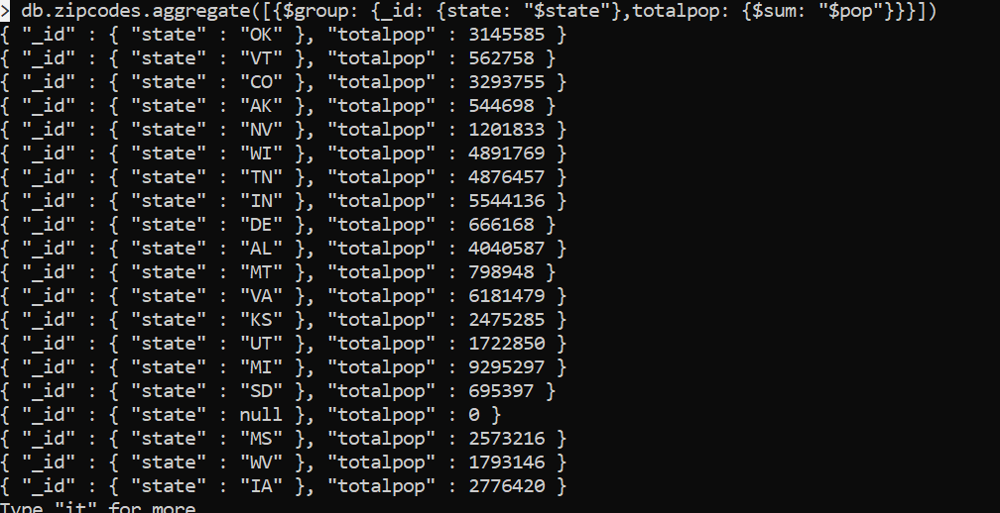 > db.zipcodes.aggregate([{$group: {_id: {state: "$state"},totalpop: {$sum: "$pop"}}}])
{ "_id" : { "state" : "OK" }, "totalpop" : 3145585 }
{ "_id" : { "state" : "VT" }, "totalpop" : 562758 }
{ "_id" : { "state" : "CO" }, "totalpop" : 3293755 }
{ "_id" : { "state" : "AK" }, "totalpop" : 544698 }
{ "_id" : { "state" : "NV" }, "totalpop" : 1201833 }
{ "_id" : { "state" : "WI" }, "totalpop" : 4891769 }
{ "_id" : { "state" : "TN" }, "totalpop" : 4876457 }
{ "_id" : { "state" : "IN" }, "totalpop" : 5544136 }
{ "_id" : { "state" : "DE" }, "totalpop" : 666168 }
{ "_id" : { "state" : "AL" }, "totalpop" : 4040587 }
{ "_id" : { "state" : "MT" }, "totalpop" : 798948 }
{ "_id" : { "state" : "VA" }, "totalpop" : 6181479 }
{ "_id" : { "state" : "KS" }, "totalpop" : 2475285 }
{ "_id" : { "state" : "UT" }, "totalpop" : 1722850 }
{ "_id" : { "state" : "MI" }, "totalpop" : 9295297 }
{ "_id" : { "state" : "SD" }, "totalpop" : 695397 }
{ "_id" : { "state" : null }, "totalpop" : 0 }
{ "_id" : { "state" : "MS" }, "totalpop" : 2573216 }
{ "_id" : { "state" : "WV" }, "totalpop" : 1793146 }
{ "_id" : { "state" : "IA" }, "totalpop" : 2776420 }
Type "it" for more